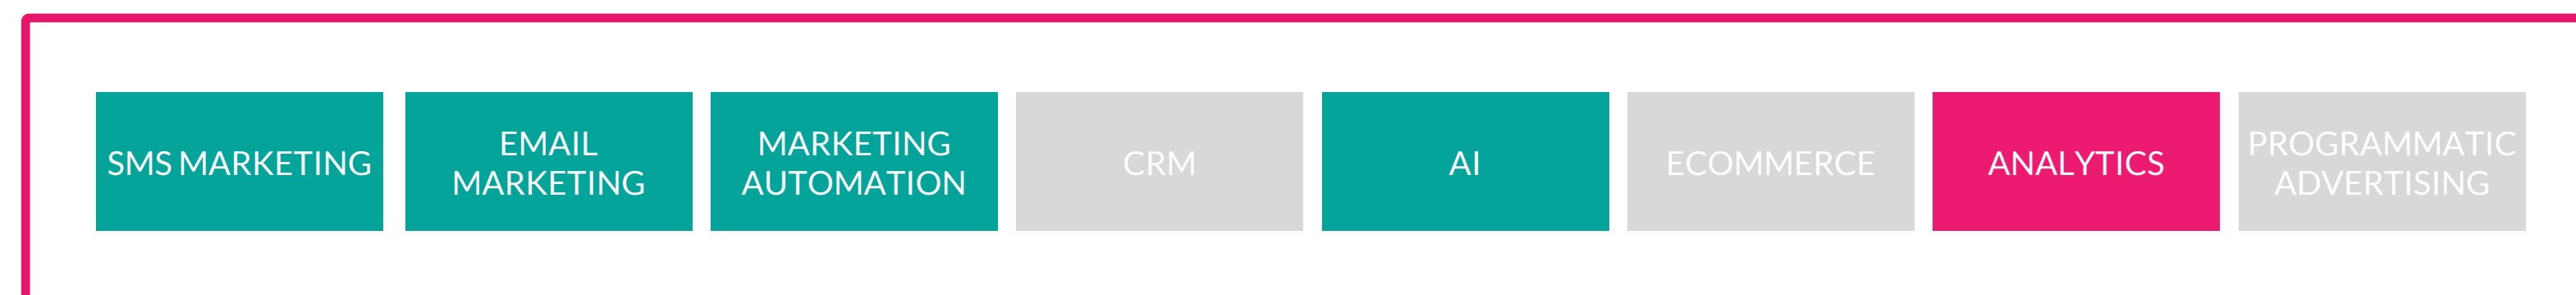 SMS MARKETING
EMAIL
MARKETING
MARKETING
AUTOMATION
CRM
AI
ECOMMERCE
ANALYTICS
PROGRAMMATIC
ADVERTISING